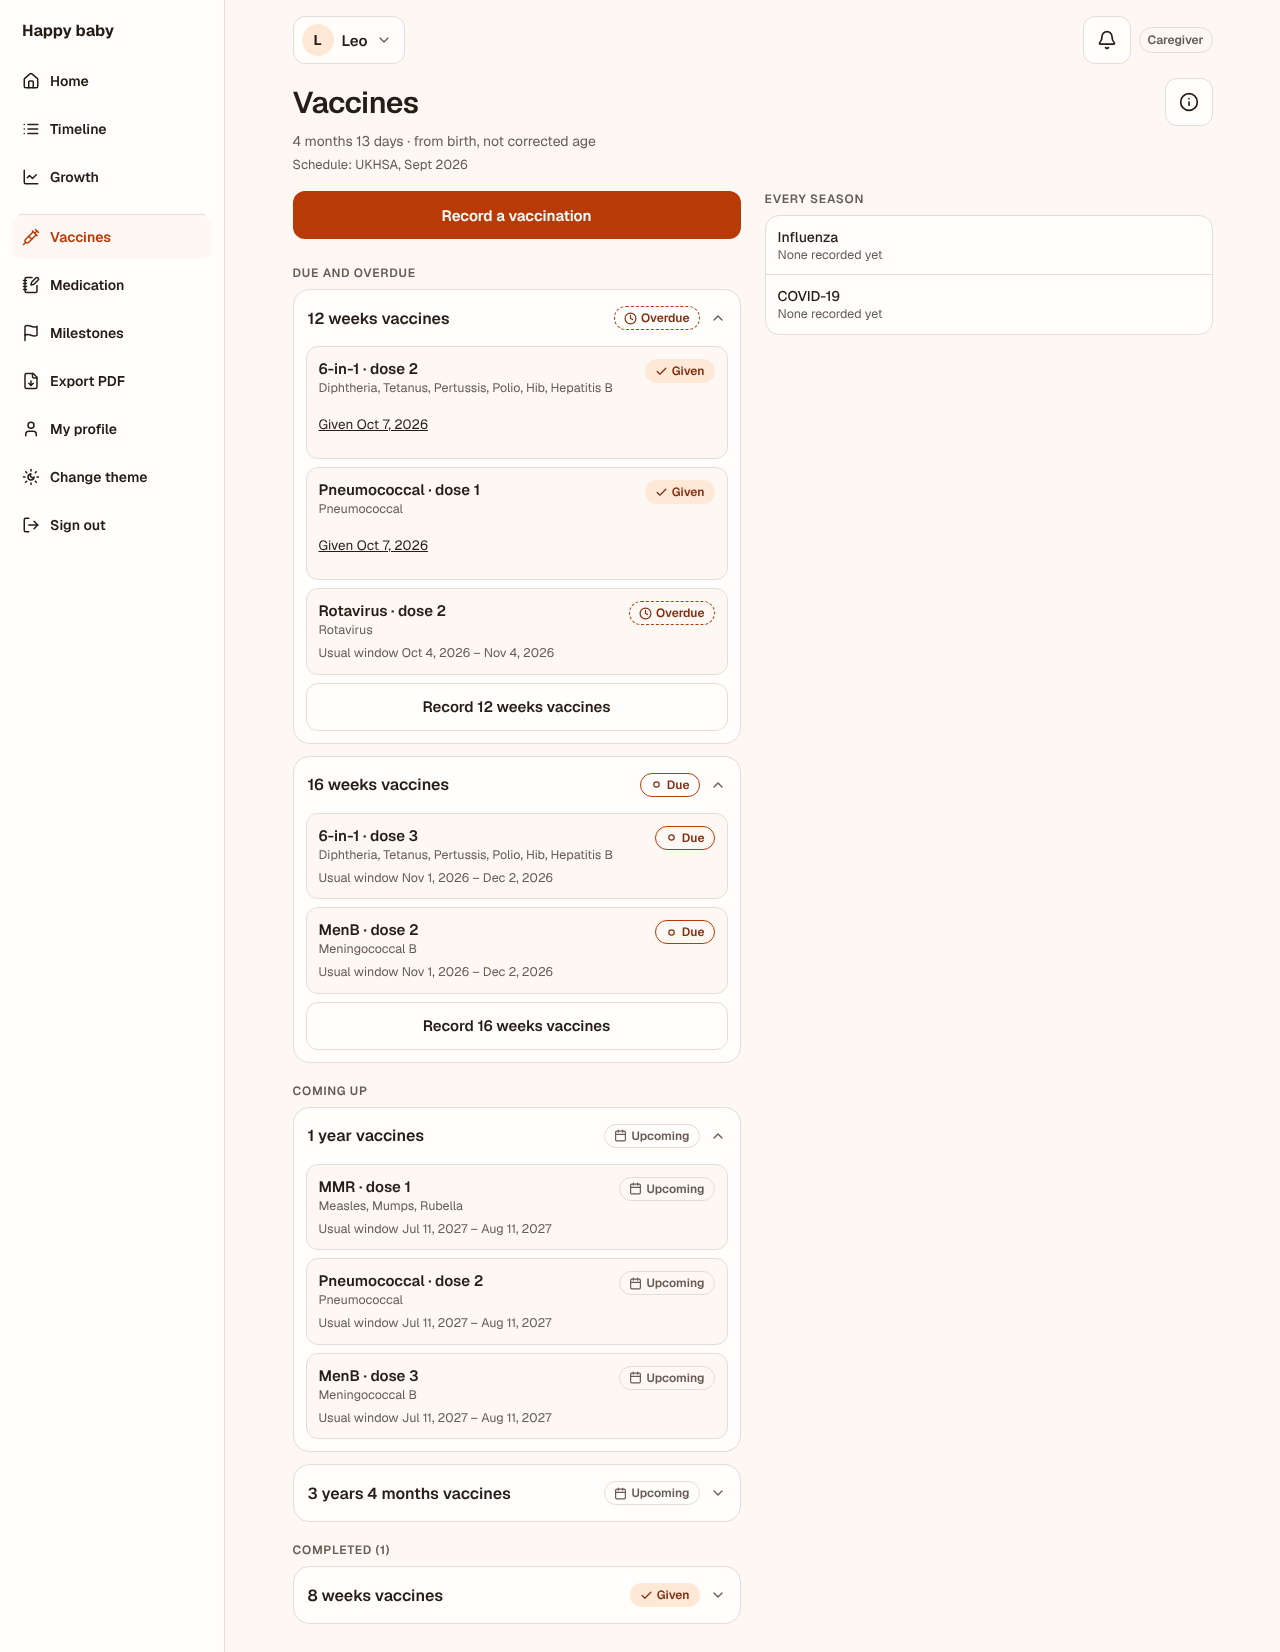 Happy baby
Home
Timeline
Growth
Vaccines
Medication
Milestones
Export PDF
My profile
Change theme
Sign out
L Leo
Caregiver
Vaccines
4 months 13 days · from birth, not corrected age
Schedule: UKHSA, Sept 2026
Record a vaccination
DUE AND OVERDUE
12 weeks vaccines Overdue
6-in-1 · dose 2 Given
Diphtheria, Tetanus, Pertussis, Polio, Hib, Hepatitis B
Given Oct 7, 2026
Pneumococcal · dose 1 Given
Pneumococcal
Given Oct 7, 2026
Rotavirus · dose 2 Overdue
Rotavirus
Usual window Oct 4, 2026 – Nov 4, 2026
Record 12 weeks vaccines
16 weeks vaccines Due
6-in-1 · dose 3 Due
Diphtheria, Tetanus, Pertussis, Polio, Hib, Hepatitis B
Usual window Nov 1, 2026 – Dec 2, 2026
MenB · dose 2 Due
Meningococcal B
Usual window Nov 1, 2026 – Dec 2, 2026
Record 16 weeks vaccines
COMING UP
1 year vaccines Upcoming
MMR · dose 1 Upcoming
Measles, Mumps, Rubella
Usual window Jul 11, 2027 – Aug 11, 2027
Pneumococcal · dose 2 Upcoming
Pneumococcal
Usual window Jul 11, 2027 – Aug 11, 2027
MenB · dose 3 Upcoming
Meningococcal B
Usual window Jul 11, 2027 – Aug 11, 2027
3 years 4 months vaccines Upcoming
COMPLETED (1)
8 weeks vaccines Given
EVERY SEASON
Influenza
None recorded yet
COVID-19
None recorded yet